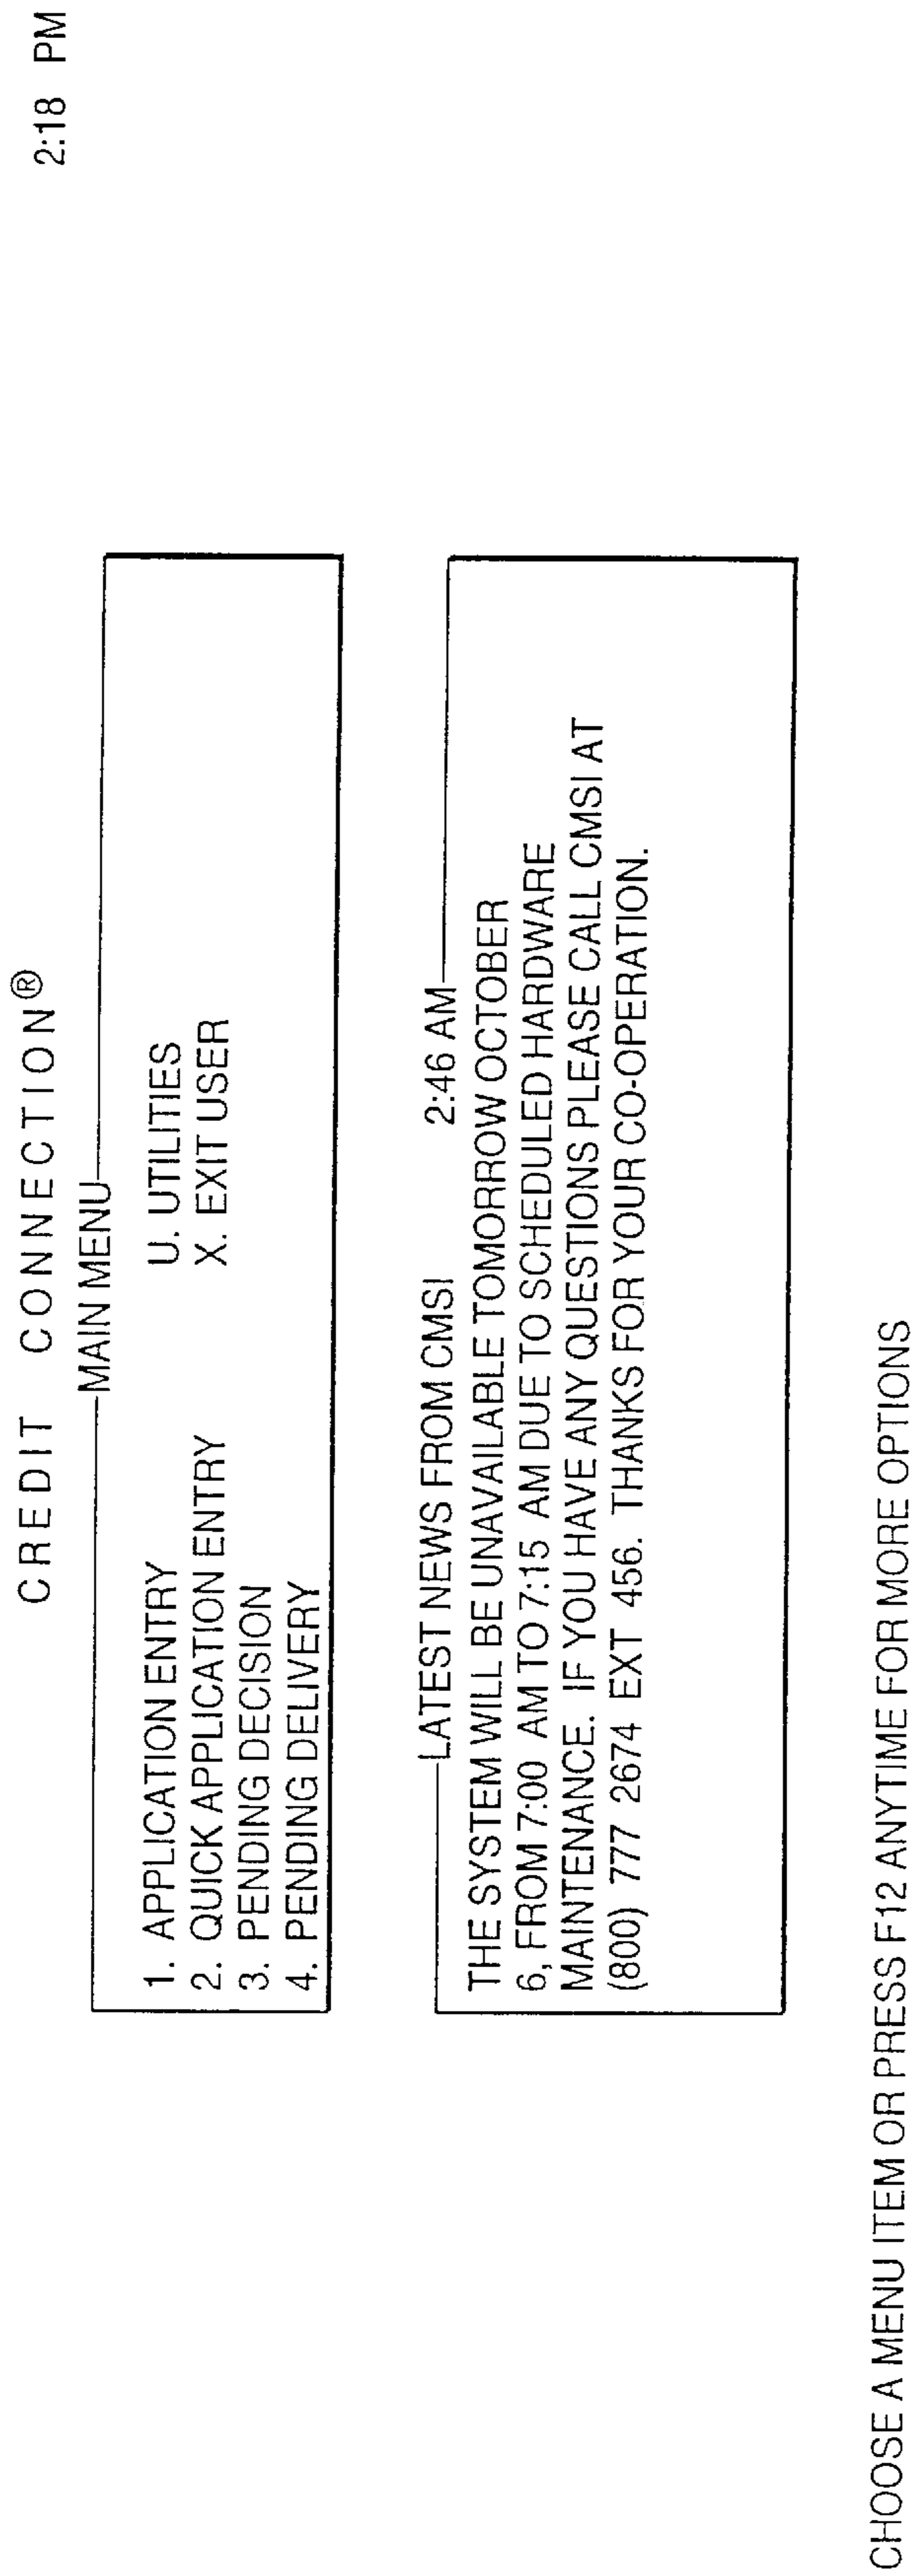 2:18 PM
CREDIT CONNECTION®
MAIN MENU
1. APPLICATION ENTRY U. UTILITIES
2. QUICK APPLICATION ENTRY X. EXIT USER
3. PENDING DECISION
4. PENDING DELIVERY
LATEST NEWS FROM CMSI 2:46 AM
THE SYSTEM WILL BE UNAVAILABLE TOMORROW OCTOBER
6, FROM 7:00 AM TO 7:15 AM DUE TO SCHEDULED HARDWARE
MAINTENANCE. IF YOU HAVE ANY QUESTIONS PLEASE CALL CMSI AT
(800) 777 2674 EXT 456. THANKS FOR YOUR CO-OPERATION.
CHOOSE A MENU ITEM OR PRESS F12 ANYTIME FOR MORE OPTIONS